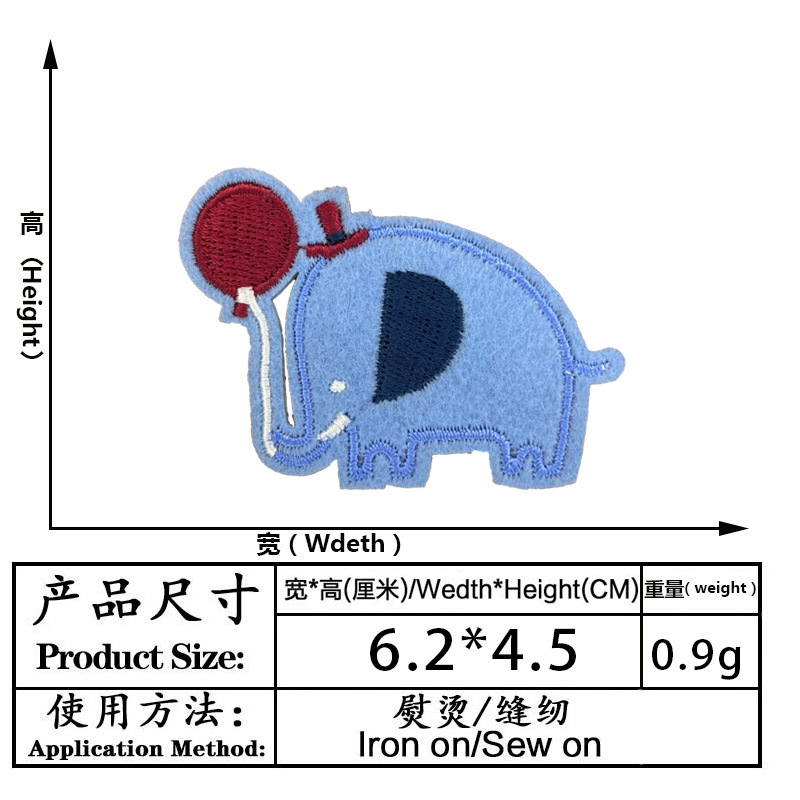 高（Height）
宽（Wdeth）
产品尺寸
Product Size:
宽*高(厘米)/Wedth*Height(CM)
重量( weight )
6.2*4.5
0.9g
使用方法：
Application Method:
熨烫/缝纫
Iron on/Sew on